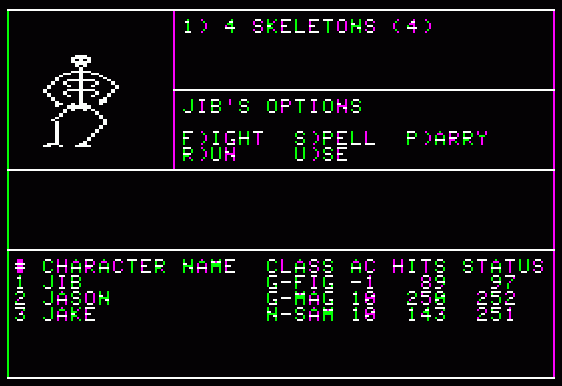 1) 4 SKELETONS (4)
JIB'S OPTIONS
F)IGHT S)PELL P)ARRY
R)UN U)SE
# CHARACTER NAME CLASS AC HITS STATUS
1 JIB G-FIG -1 89 97
2 JASON G-MAG 10 250 252
3 JAKE N-SAM 10 143 251